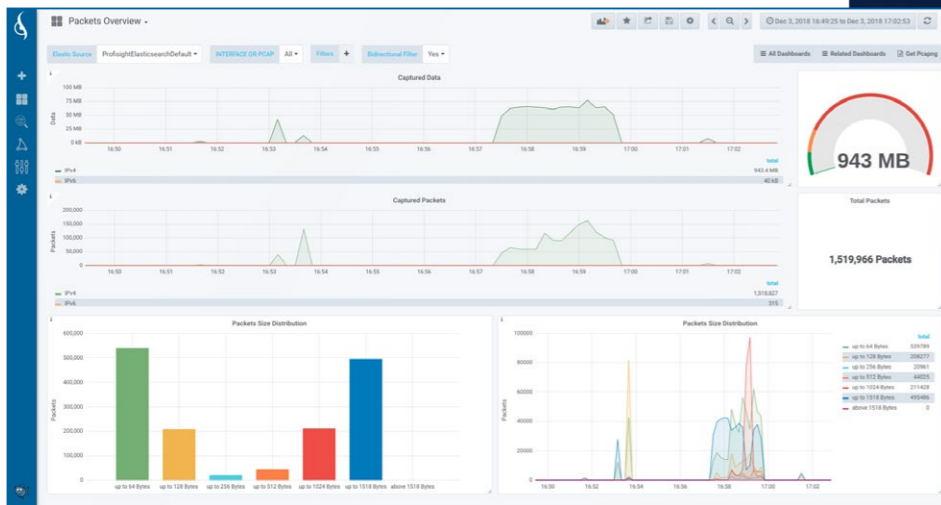 Packets Overview
Dec 3, 2018 16:49:25 to Dec 3, 2018 17:02:53
Elastic Source ProfisightElasticsearchDefault INTERFACE OR PCAP All Filters + Bidirectional Filter Yes
All Dashboards Related Dashboards Get Pcapng
Captured Data
Data
100 MB
75 MB
50 MB
25 MB
0 kB
16:50 16:51 16:52 16:53 16:54 16:55 16:56 16:57 16:58 16:59 17:00 17:01 17:02
total
IPv4 943.4 MB
IPv6 40 kB
943 MB
Captured Packets
Packets
200,000
150,000
100,000
50,000
0
16:50 16:51 16:52 16:53 16:54 16:55 16:56 16:57 16:58 16:59 17:00 17:01 17:02
total
IPv4
IPv6 315
Total Packets
1,519,966 Packets
Packets Size Distribution
Packets
600,000
500,000
400,000
300,000
200,000
100,000
0
up to 64 Bytes up to 128 Bytes up to 256 Bytes up to 512 Bytes up to 1024 Bytes up to 1518 Bytes above 1518 Bytes
Packets Size Distribution
Packets
100000
80000
60000
40000
20000
0
16:50 16:52 16:54 16:56 16:58 17:00 17:02
total
up to 64 Bytes 539789
up to 128 Bytes 208277
up to 256 Bytes 20961
up to 512 Bytes 44025
up to 1024 Bytes 211428
up to 1518 Bytes 495486
above 1518 Bytes 0